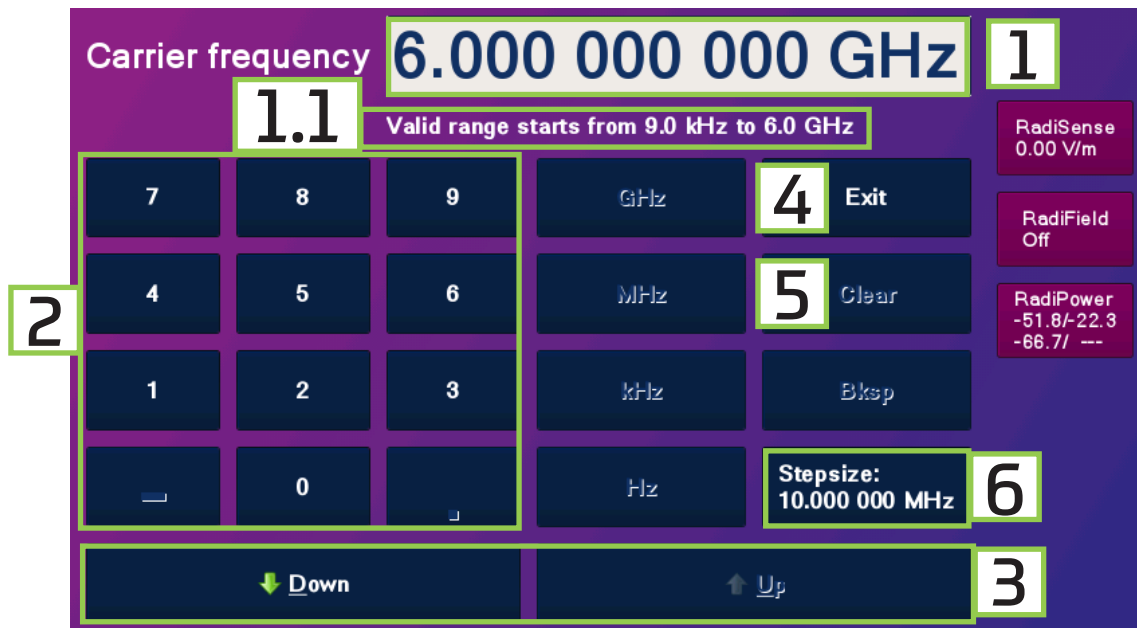 Carrier frequency 6.000 000 000 GHz 1
1.1 Valid range starts from 9.0 kHz to 6.0 GHz
RadiSense
0.00 V/m
7 8 9 GHz 4 Exit
RadiField
Off
2 4 5 6 MHz 5 Clear
RadiPower
-51.8/-22.3
-66.7/ ---
1 2 3 kHz Bksp
- 0 . Hz
Stepsize:
10.000 000 MHz
6
Down Up 3